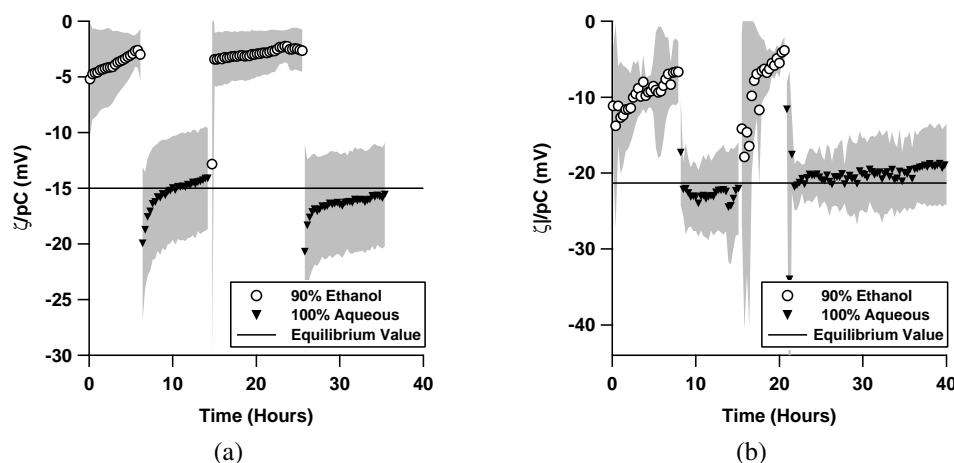 0
-5
-10
-15
-20
-25
-30
ζ/pC (mV)
90% Ethanol
100% Aqueous
Equilibrium Value
0 10 20 30 40
Time (Hours)
(a)
0
-10
-20
-30
-40
ζ|/pC (mV)
90% Ethanol
100% Aqueous
Equilibrium Value
0 10 20 30 40
Time (Hours)
(b)